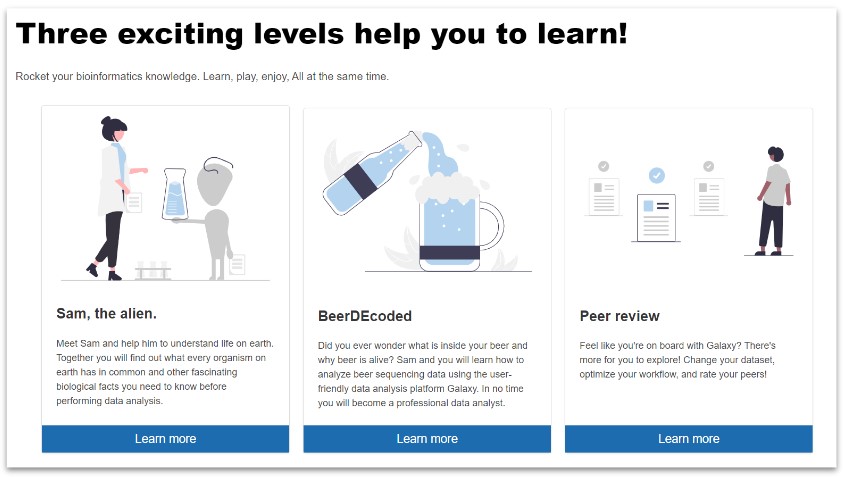 Three exciting levels help you to learn!
Rocket your bioinformatics knowledge. Learn, play, enjoy, All at the same time.
Sam, the alien.
Meet Sam and help him to understand life on earth.
Together you will find out what every organism on
earth has in common and other fascinating
biological facts you need to know before
performing data analysis.
Learn more
BeerDEcoded
Did you ever wonder what is inside your beer and
why beer is alive? Sam and you will learn how to
analyze beer sequencing data using the user-
friendly data analysis platform Galaxy. In no time
you will become a professional data analyst.
Learn more
Peer review
Feel like you're on board with Galaxy? There's
more for you to explore! Change your dataset,
optimize your workflow, and rate your peers!
Learn more